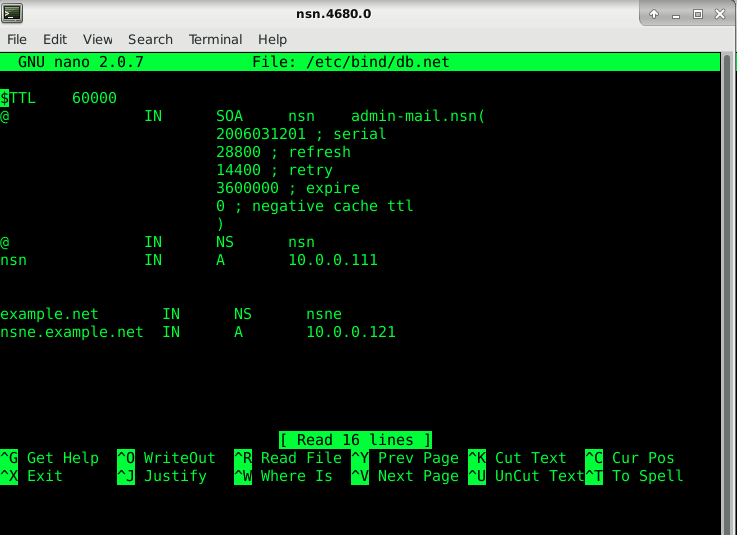 nsn.4680.0
File Edit View Search Terminal Help
GNU nano 2.0.7 File: /etc/bind/db.net
$TTL 60000
@ IN SOA nsn admin-mail.nsn(
2006031201 ; serial
28800 ; refresh
14400 ; retry
3600000 ; expire
0 ; negative cache ttl
)
@ IN NS nsn
nsn IN A 10.0.0.111
example.net IN NS nsne
nsne.example.net IN A 10.0.0.121
[ Read 16 lines ]
^G Get Help ^O WriteOut ^R Read File ^Y Prev Page ^K Cut Text ^C Cur Pos
^X Exit ^J Justify ^W Where Is ^V Next Page ^U UnCut Text ^T To Spell